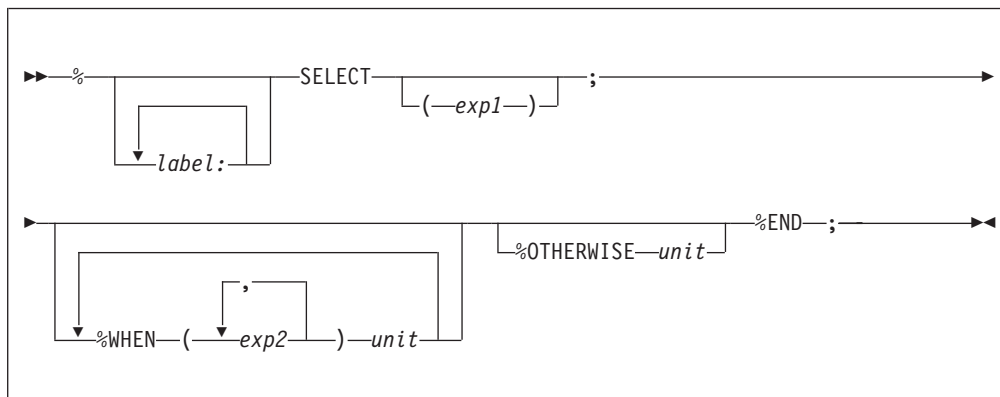 % SELECT ;
( exp1 )
label:
%END ;
%OTHERWISE unit
,
%WHEN ( exp2 ) unit